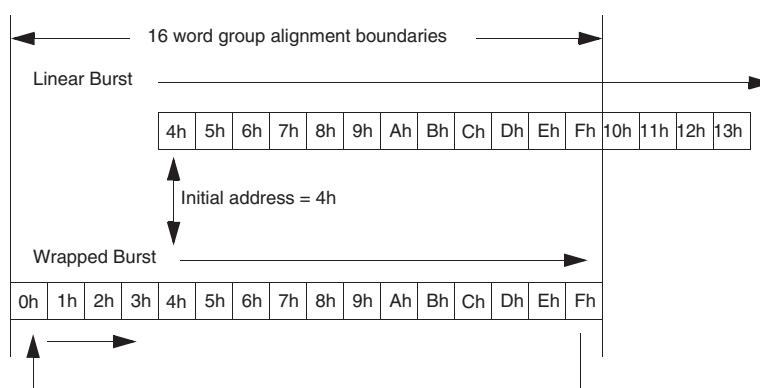 16 word group alignment boundaries
Linear Burst
4h 5h 6h 7h 8h 9h Ah Bh Ch Dh Eh Fh 10h 11h 12h 13h
Initial address = 4h
Wrapped Burst
0h 1h 2h 3h 4h 5h 6h 7h 8h 9h Ah Bh Ch Dh Eh Fh